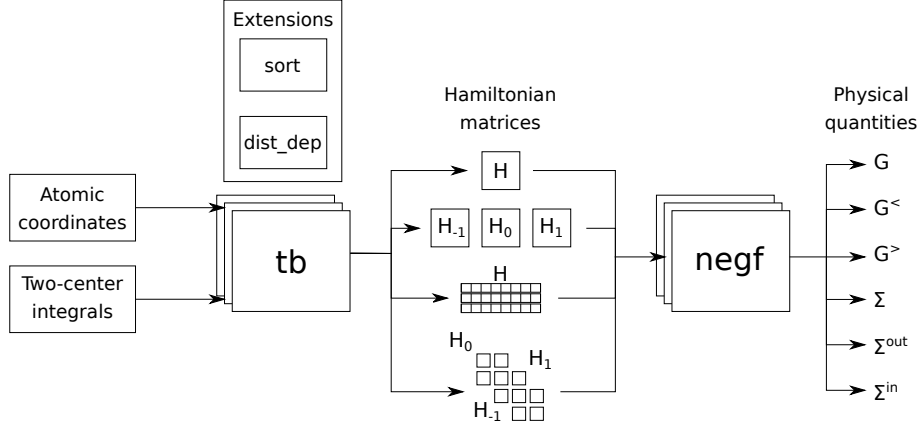 Extensions
sort
dist_dep
Atomic
coordinates
Two-center
integrals
tb
Hamiltonian
matrices
H
H₋₁ H₀ H₁
H
H₀
H₁
H₋₁
negf
Physical
quantities
G
G<
G>
Σ
Σout
Σin